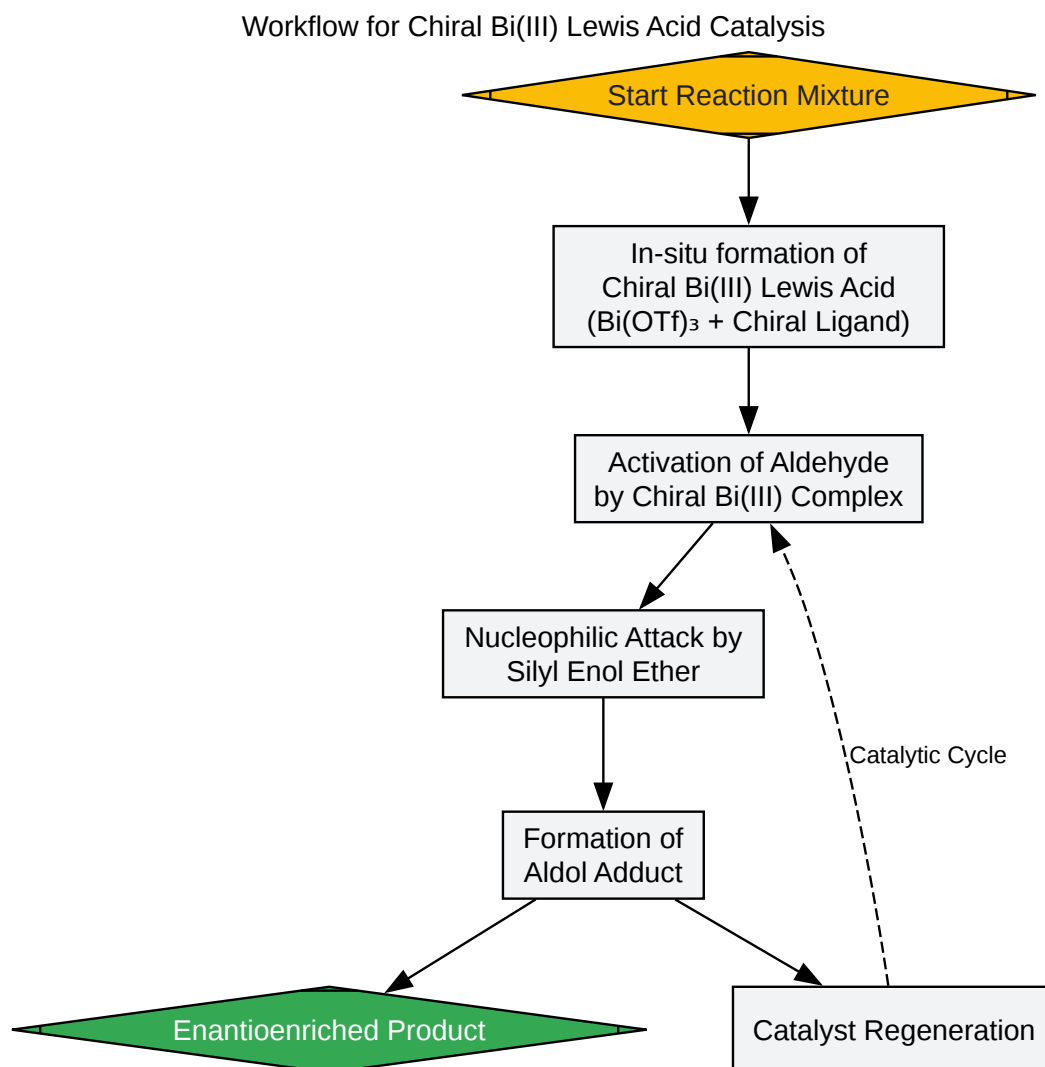 Workflow for Chiral Bi(III) Lewis Acid Catalysis
Start Reaction Mixture
In-situ formation of
Chiral Bi(III) Lewis Acid
(Bi(OTf)₃ + Chiral Ligand)
Activation of Aldehyde
by Chiral Bi(III) Complex
Nucleophilic Attack by
Silyl Enol Ether
Catalytic Cycle
Formation of
Aldol Adduct
Enantioenriched Product
Catalyst Regeneration